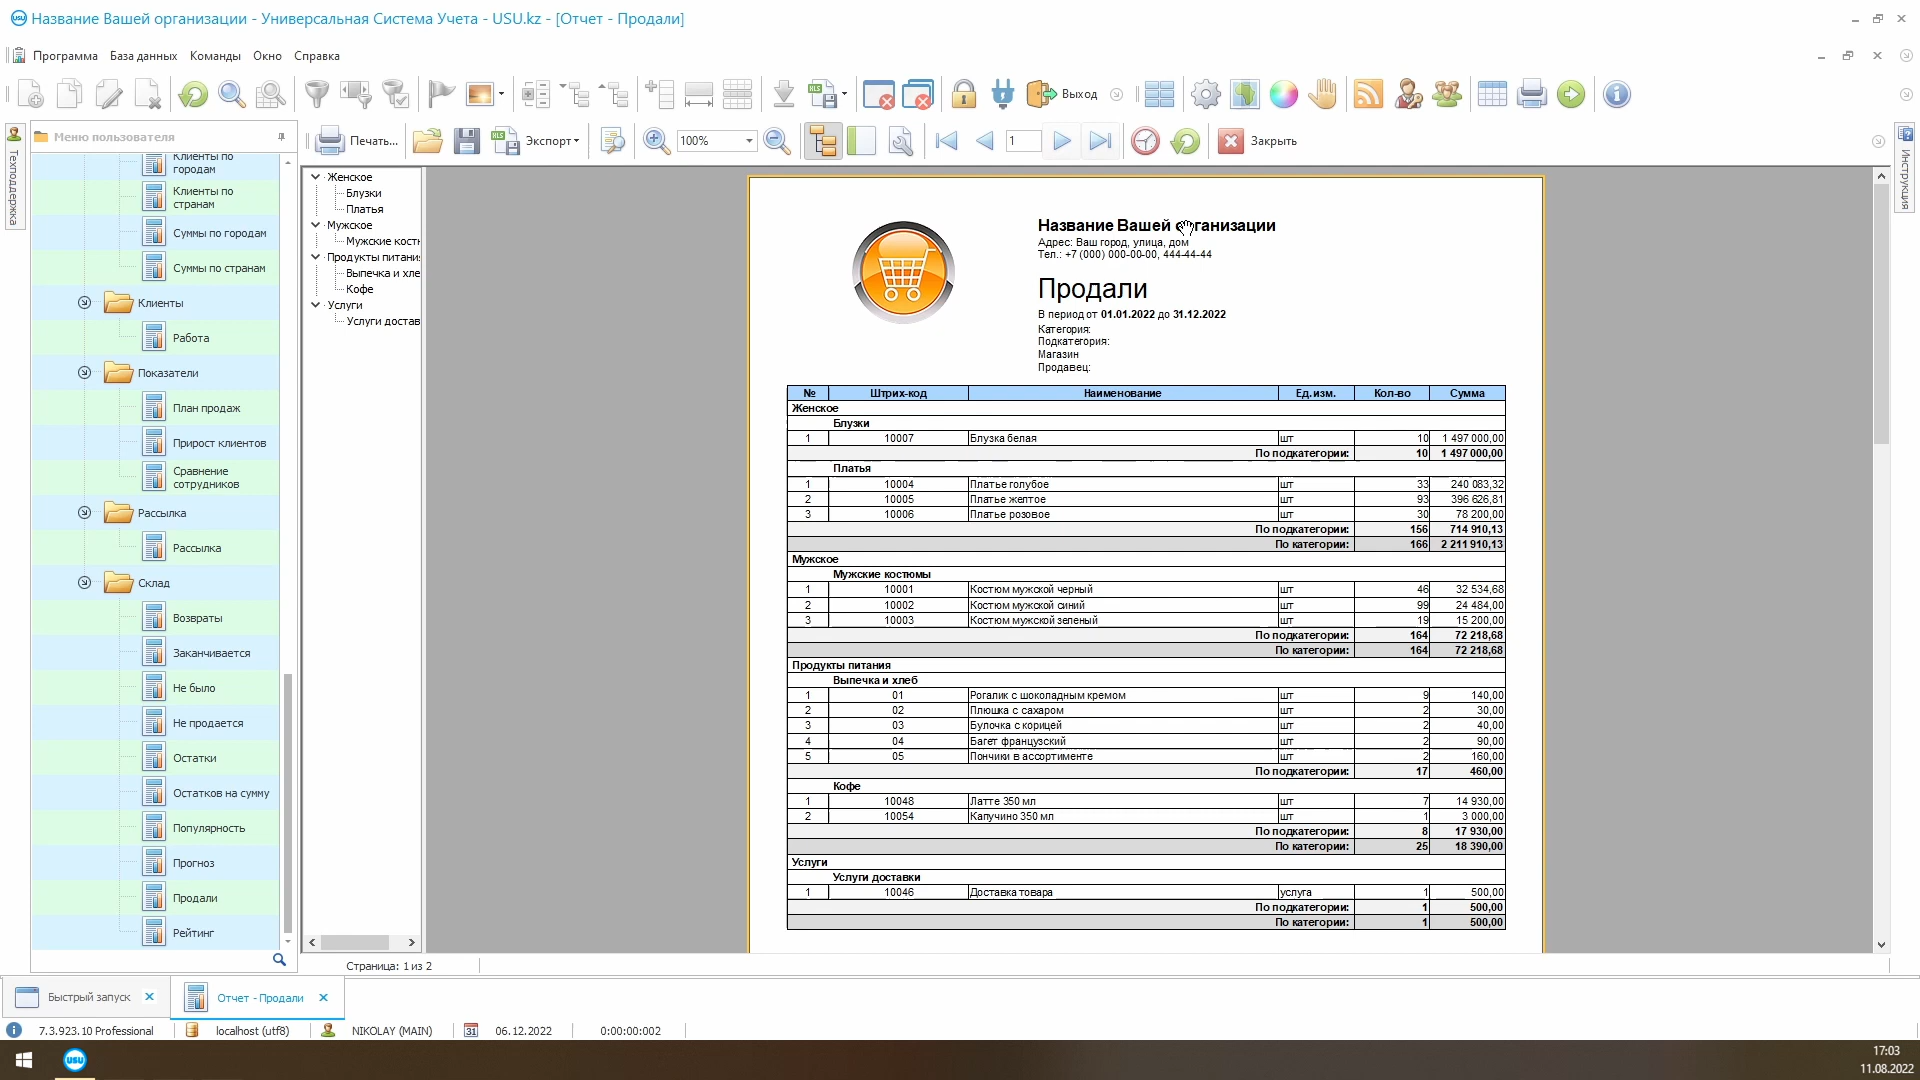 Название Вашей организации - Универсальная Система Учета - USU.kz - [Отчет - Продали]
Программа База данных Команды Окно Справка
Выход
Техподдержка
Меню пользователя
Клиенты по городам
Клиенты по странам
Суммы по городам
Суммы по странам
Клиенты
Работа
Показатели
План продаж
Прирост клиентов
Сравнение сотрудников
Рассылка
Рассылка
Склад
Возвраты
Заканчивается
Не было
Не продается
Остатки
Остатков на сумму
Популярность
Прогноз
Продали
Рейтинг
Печать... Экспорт 100% 1 Закрыть
Инструкция
Женское
Блузки
Платья
Мужское
Мужские кост
Продукты питани
Выпечка и хле
Кофе
Услуги
Услуги достав
Название Вашей организации
Адрес: Ваш город, улица, дом
Тел.: +7 (000) 000-00-00, 444-44-44
Продали
В период от 01.01.2022 до 31.12.2022
Категория:
Подкатегория:
Магазин
Продавец:
№ Штрих-код Наименование Ед.изм. Кол-во Сумма
Женское
Блузки
1 10007 Блузка белая шт 10 1 497 000,00
По подкатегории: 10 1 497 000,00
Платья
1 10004 Платье голубое шт 33 240 083,32
2 10005 Платье желтое шт 93 396 626,81
3 10006 Платье розовое шт 30 78 200,00
По подкатегории: 156 714 910,13
По категории: 166 2 211 910,13
Мужское
Мужские костюмы
1 10001 Костюм мужской черный шт 46 32 534,68
2 10002 Костюм мужской синий шт 99 24 484,00
3 10003 Костюм мужской зеленый шт 19 15 200,00
По подкатегории: 164 72 218,68
По категории: 164 72 218,68
Продукты питания
Выпечка и хлеб
1 01 Рогалик с шоколадным кремом шт 9 140,00
2 02 Плюшка с сахаром шт 2 30,00
3 03 Булочка с корицей шт 2 40,00
4 04 Багет французский шт 2 90,00
5 05 Пончики в ассортименте шт 2 160,00
По подкатегории: 17 460,00
Кофе
1 10048 Латте 350 мл шт 7 14 930,00
2 10054 Капучино 350 мл шт 1 3 000,00
По подкатегории: 8 17 930,00
По категории: 25 18 390,00
Услуги
Услуги доставки
1 10046 Доставка товара услуга 1 500,00
По подкатегории: 1 500,00
По категории: 1 500,00
Страница: 1 из 2
Быстрый запуск Отчет - Продали
7.3.923.10 Professional localhost (utf8) NIKOLAY (MAIN) 31 06.12.2022 0:00:00:002
USU
17:03
11.08.2022